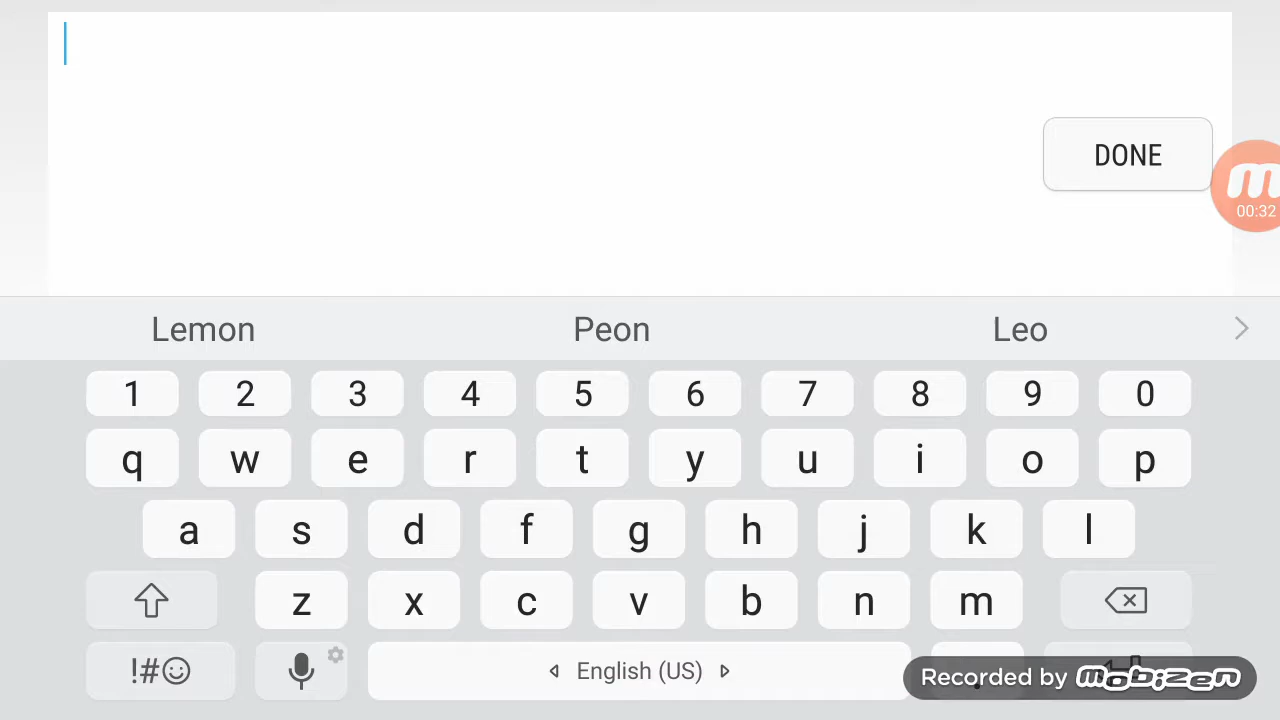 DONE
00:32
Lemon Peon Leo
1 2 3 4 5 6 7 8 9 0
q w e r t y u i o p
a s d f g h j k l
z x c v b n m
!#☺ English (US) .
Recorded by mobizen